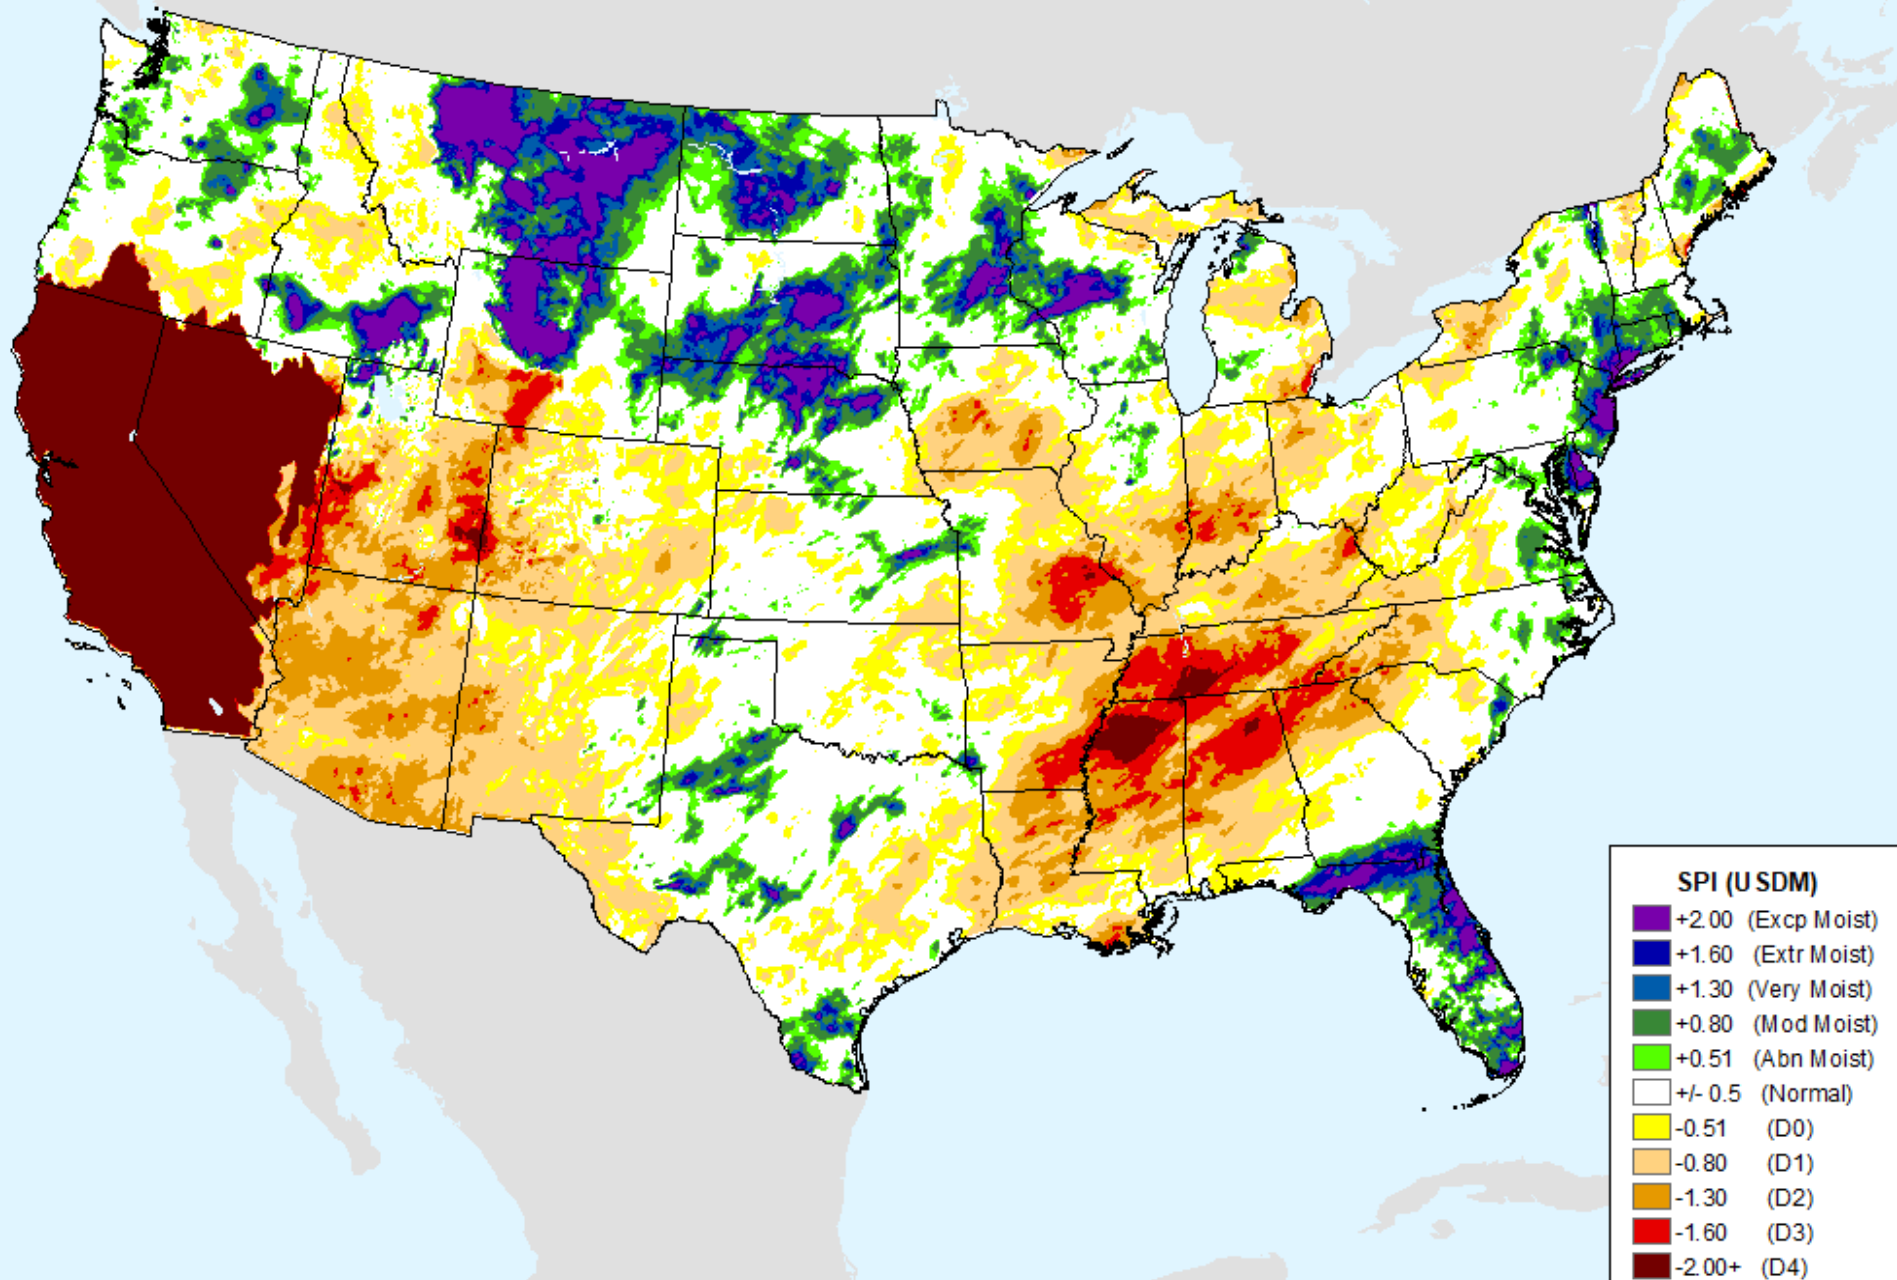 SPI (USDM)
+2.00 (Excp Moist)
+1.60 (Extr Moist)
+1.30 (Very Moist)
+0.80 (Mod Moist)
+0.51 (Abn Moist)
+/- 0.5 (Normal)
-0.51 (D0)
-0.80 (D1)
-1.30 (D2)
-1.60 (D3)
-2.00+ (D4)